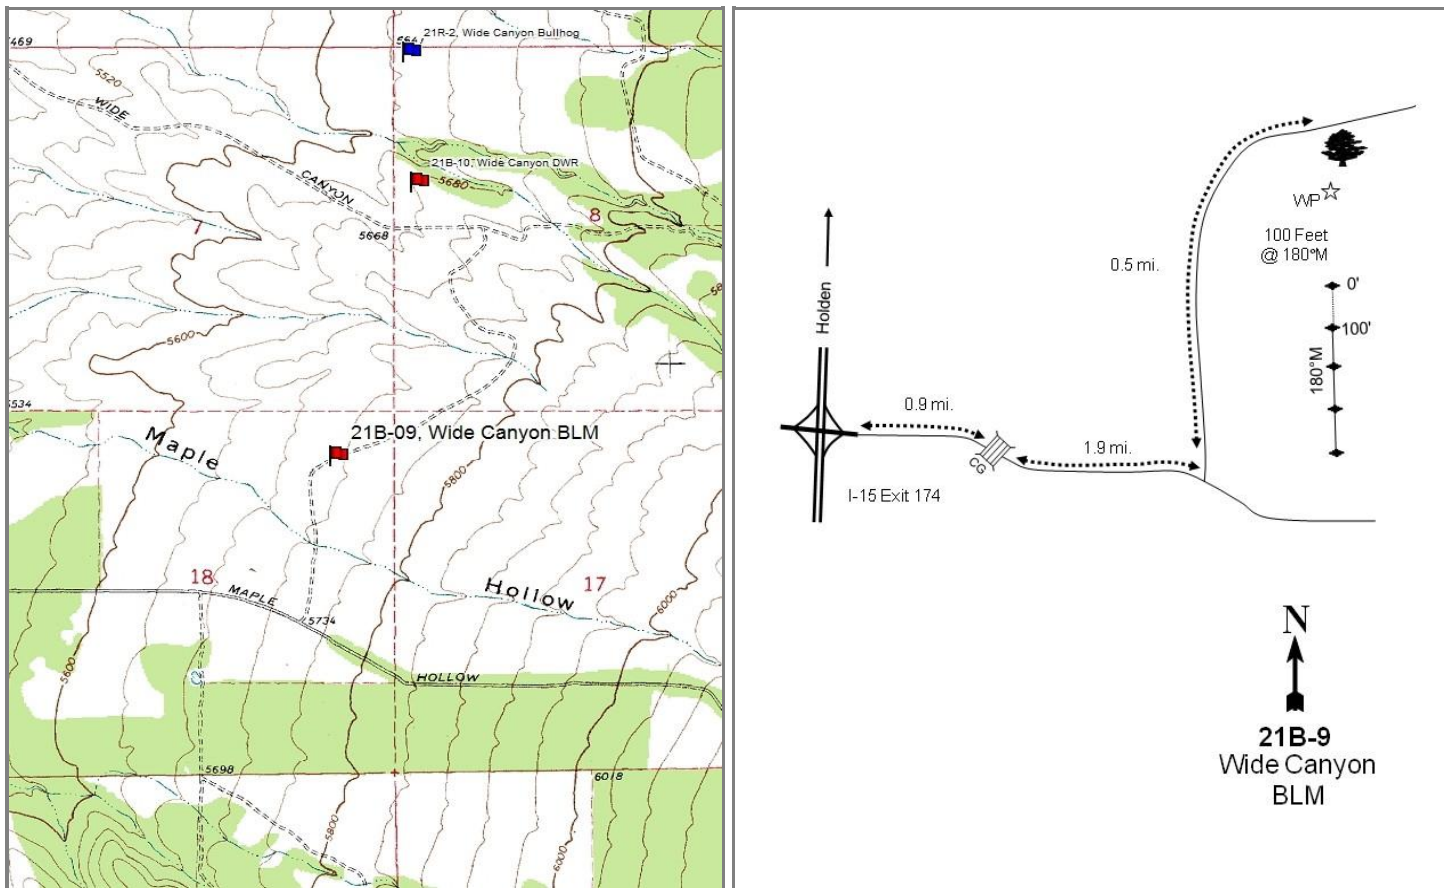 21R-2, Wide Canyon Bullhog
5469
5520
WIDE
CANYON
21B-10, Wide Canyon DWR
5680
8
7
5668
5600
5534
21B-09, Wide Canyon BLM
Maple
5800
18
MAPLE
Hollow
17
6000
5734
5600
HOLLOW
5698
6018
5800
6000
WP
100 Feet
@ 180°M
0'
100'
180°M
0.5 mi.
Holden
0.9 mi.
CG
1.9 mi.
I-15 Exit 174
N
21B-9
Wide Canyon
BLM